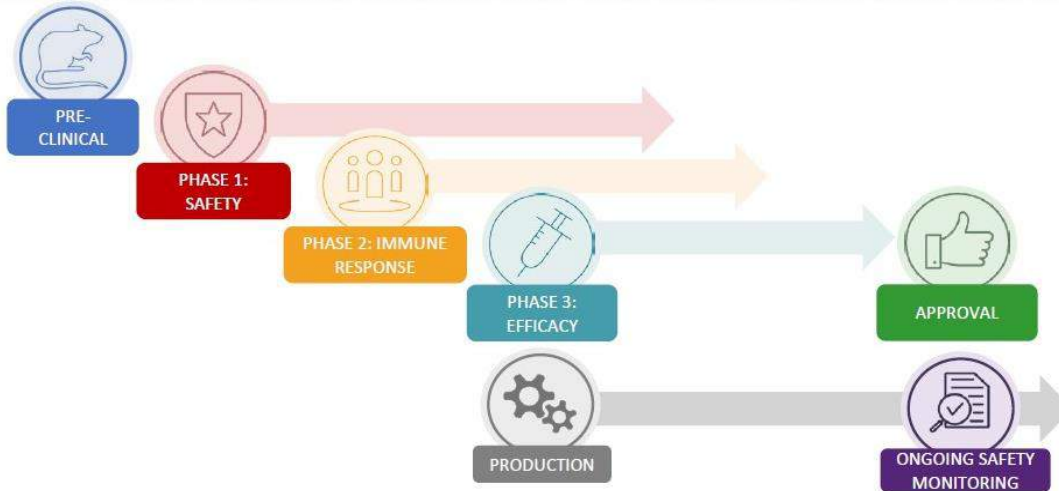 PRE-
CLINICAL
PHASE 1:
SAFETY
PHASE 2: IMMUNE
RESPONSE
PHASE 3:
EFFICACY
APPROVAL
PRODUCTION
ONGOING SAFETY
MONITORING